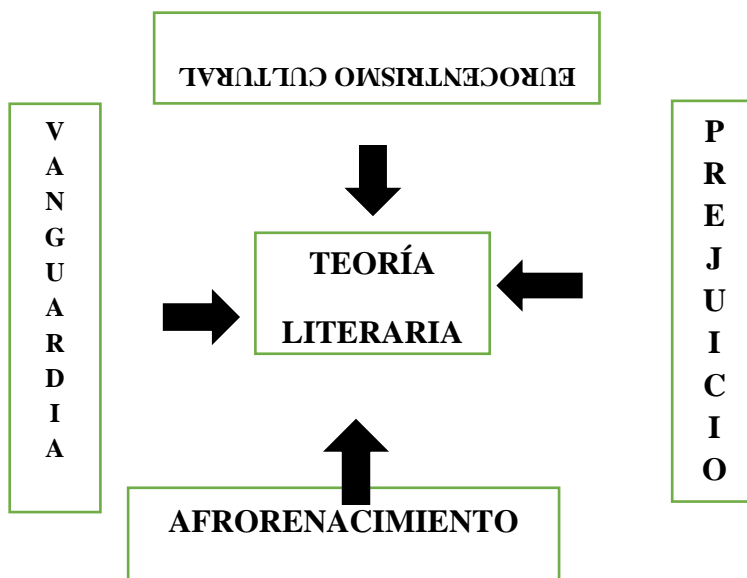 EUROCENTRISMO CULTURAL
VANGUARDIA
TEORÍA
LITERARIA
PREJUICIO
AFRORENACIMIENTO